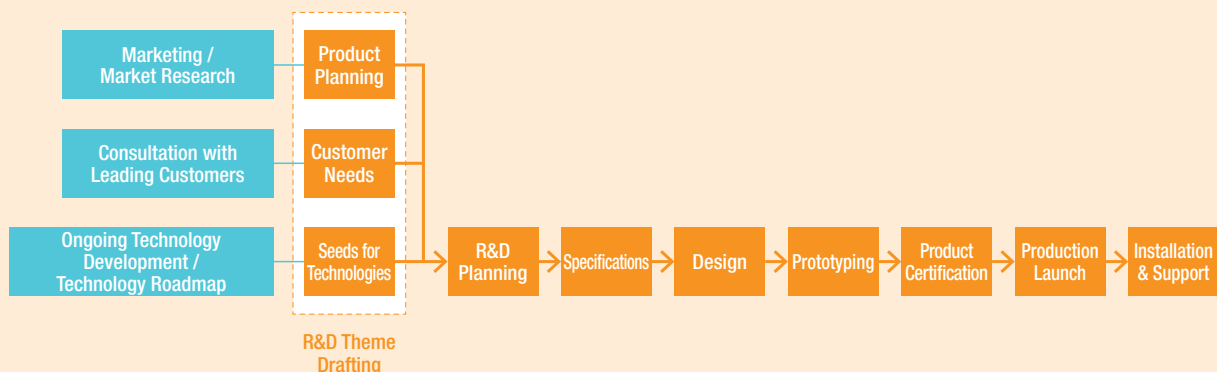 Marketing /
Market Research
Product
Planning
Consultation with
Leading Customers
Customer
Needs
Ongoing Technology
Development /
Technology Roadmap
Seeds for
Technologies
R&D
Planning
Specifications
Design
Prototyping
Product
Certification
Production
Launch
Installation
& Support
R&D Theme
Drafting